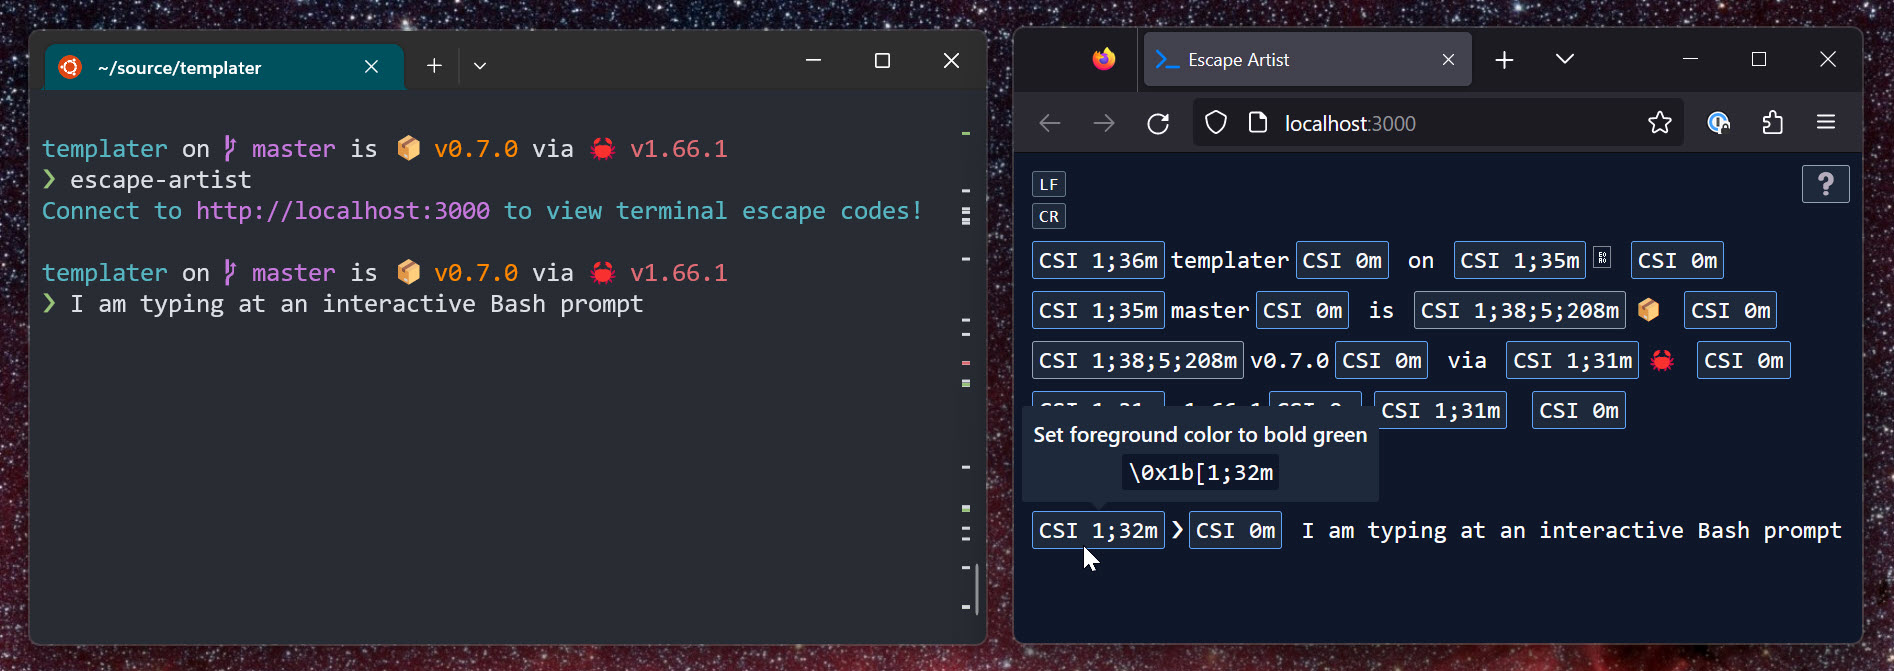 ~/source/templater
templater on master is 📦 v0.7.0 via 🦀 v1.66.1
❯ escape-artist
Connect to http://localhost:3000 to view terminal escape codes!
templater on master is 📦 v0.7.0 via 🦀 v1.66.1
❯ I am typing at an interactive Bash prompt
Escape Artist
localhost:3000
?
LF
CR
CSI 1;36m templater CSI 0m on CSI 1;35m CSI 0m
CSI 1;35m master CSI 0m is CSI 1;38;5;208m 📦 CSI 0m
CSI 1;38;5;208m v0.7.0 CSI 0m via CSI 1;31m 🦀 CSI 0m
CSI 1;31m CSI 0m
Set foreground color to bold green
\0x1b[1;32m
CSI 1;32m ❯ CSI 0m I am typing at an interactive Bash prompt